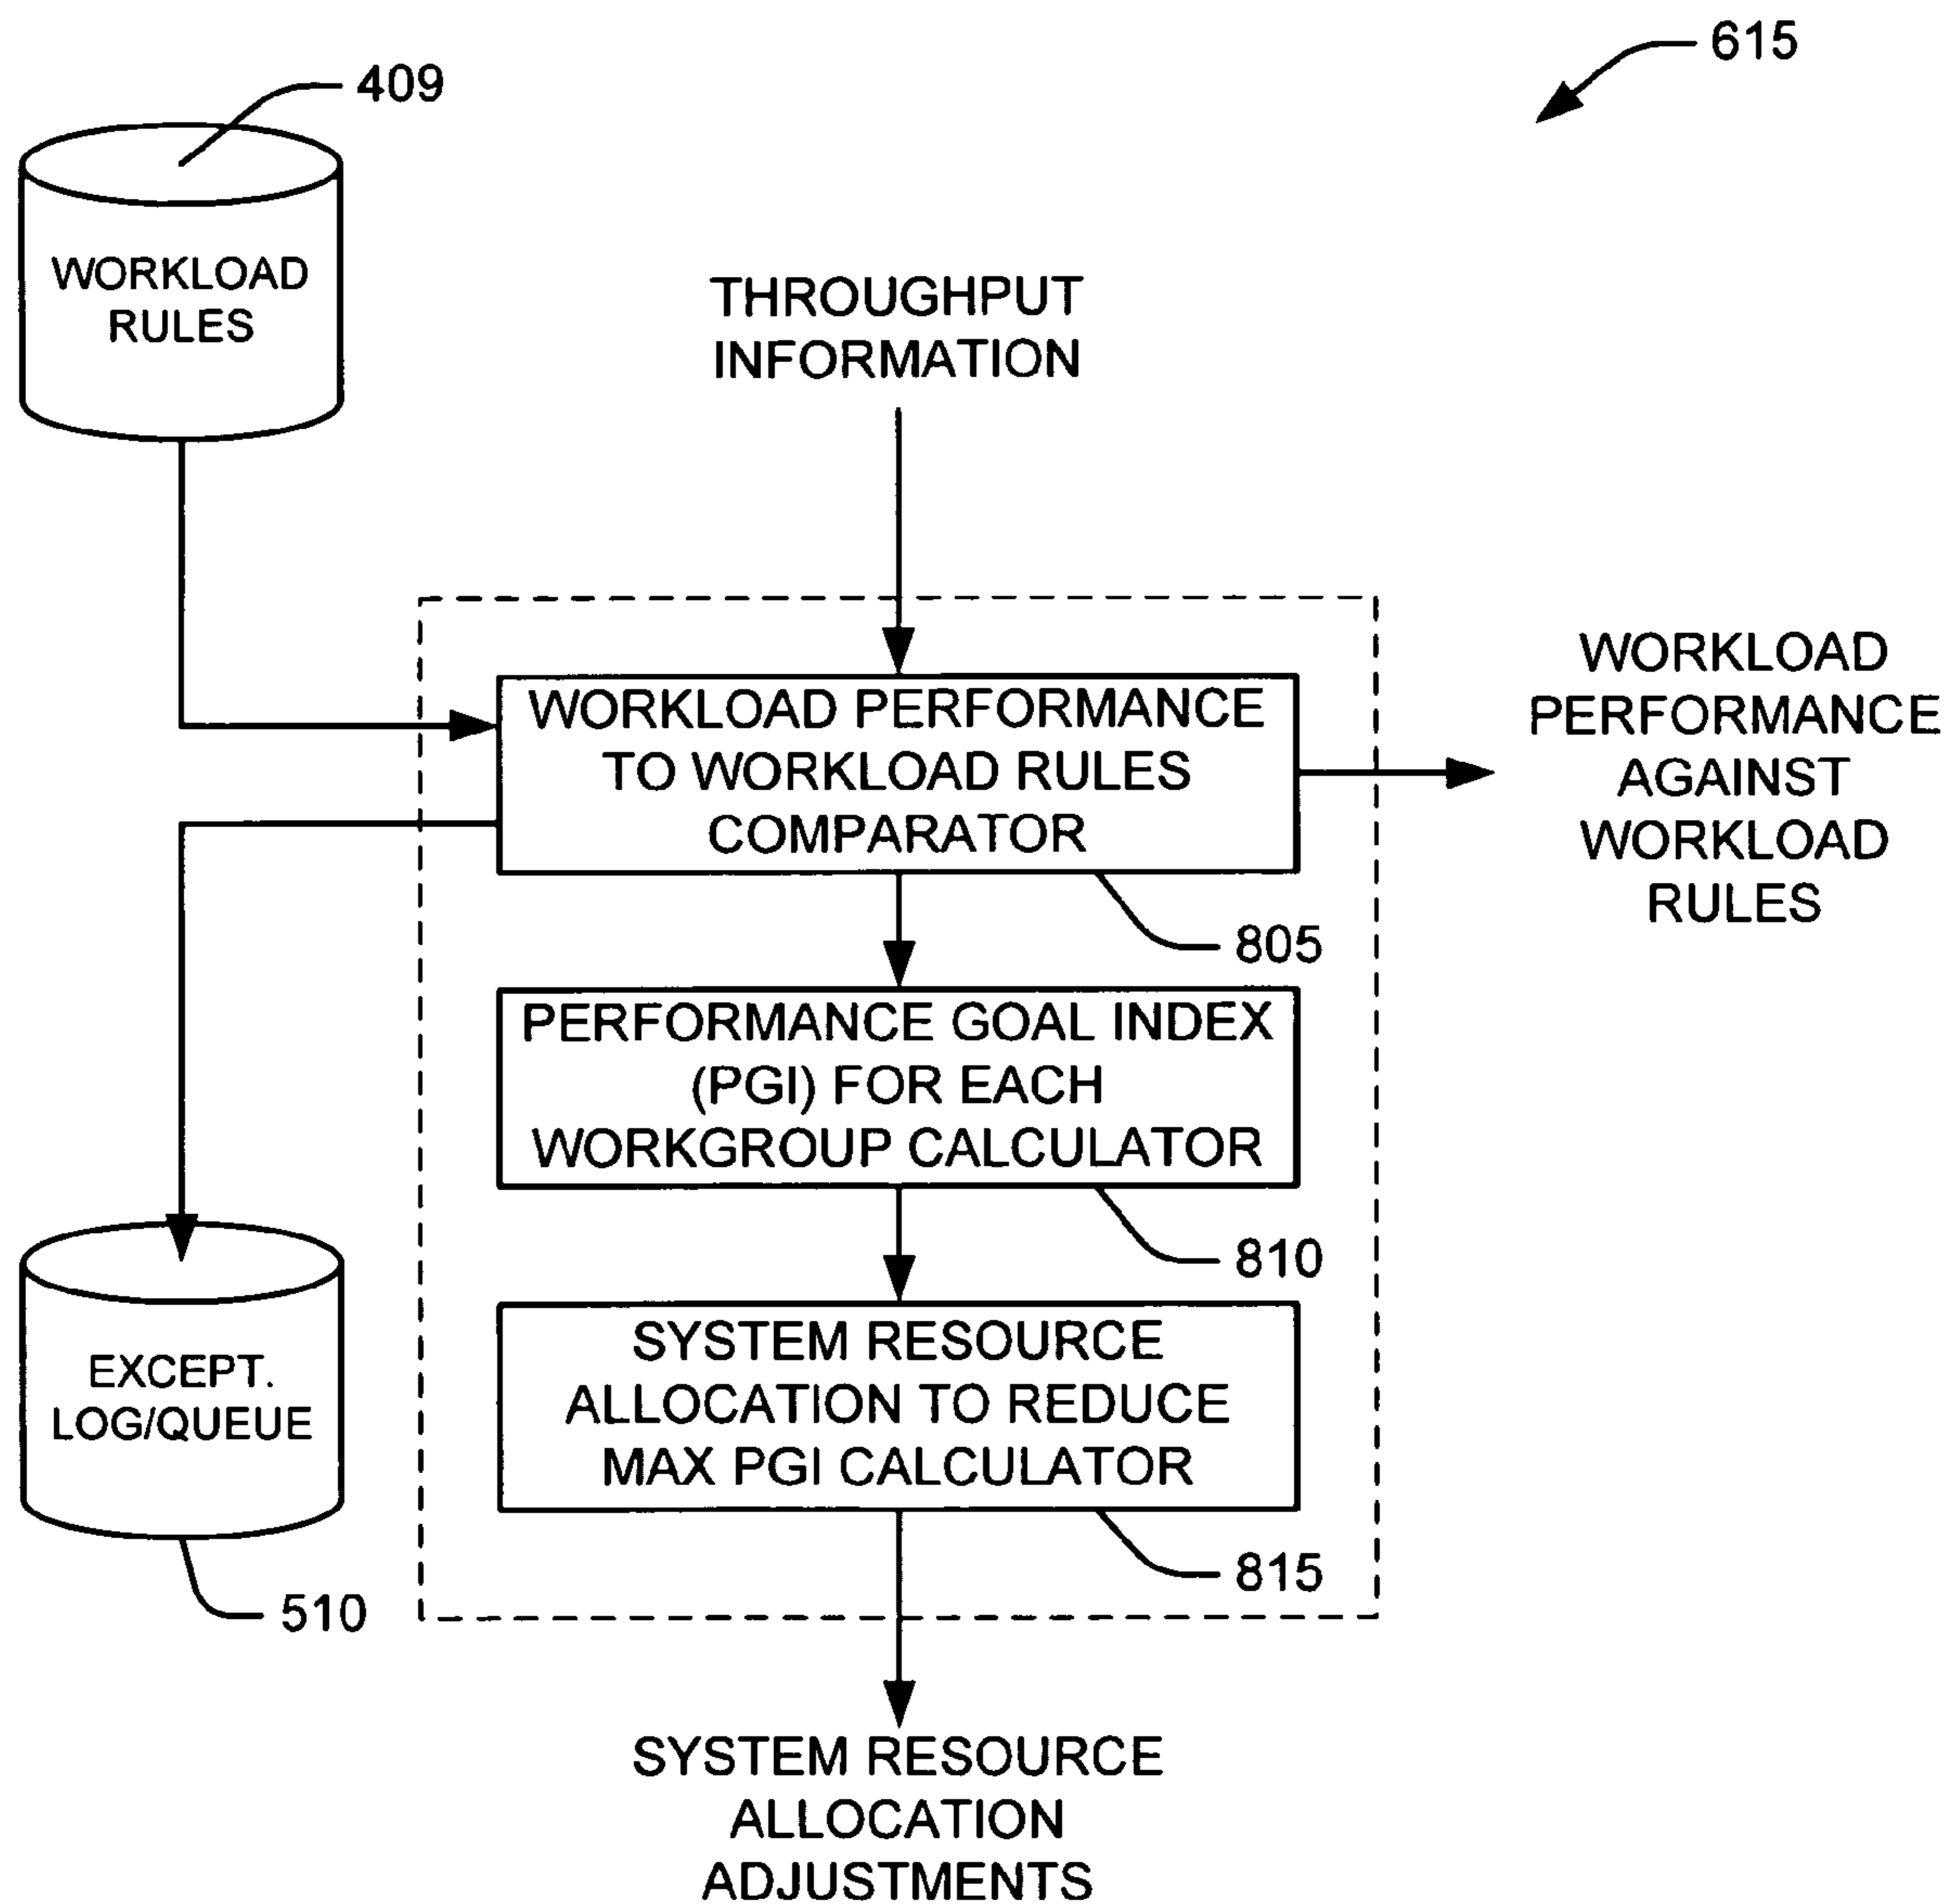 615
409
WORKLOAD
RULES
THROUGHPUT
INFORMATION
WORKLOAD PERFORMANCE
TO WORKLOAD RULES
COMPARATOR
805
WORKLOAD
PERFORMANCE
AGAINST
WORKLOAD
RULES
PERFORMANCE GOAL INDEX
(PGI) FOR EACH
WORKGROUP CALCULATOR
810
EXCEPT.
LOG/QUEUE
510
SYSTEM RESOURCE
ALLOCATION TO REDUCE
MAX PGI CALCULATOR
815
SYSTEM RESOURCE
ALLOCATION
ADJUSTMENTS